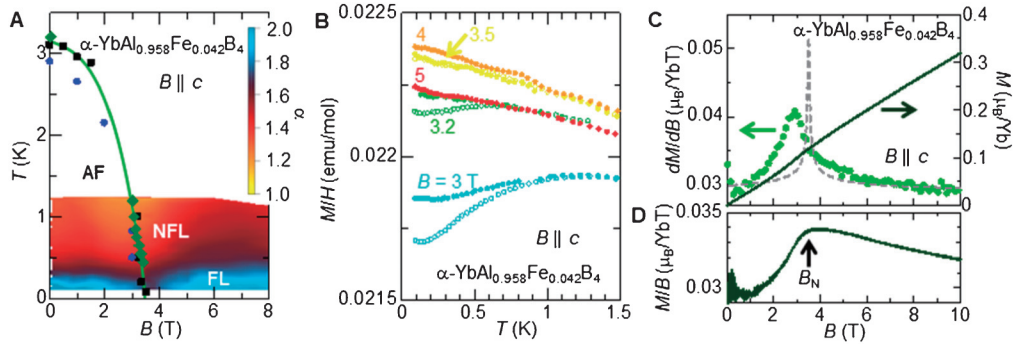 A
α-YbAl0.958Fe0.042B4
B ∥ c
3
2
1
0
T (K)
AF
NFL
FL
0
2
4
6
8
B (T)
α
2.0
1.8
1.6
1.4
1.2
1.0
B
0.0225
0.022
0.0215
M/H (emu/mol)
4
3.5
5
3.2
B = 3 T
B ∥ c
α-YbAl0.958Fe0.042B4
0
0.5
1
1.5
T (K)
C
α-YbAl0.958Fe0.042B4
0.05
0.04
0.03
dM/dB (μB/YbT)
0.4
0.3
0.2
0.1
0
M (μB/Yb)
B ∥ c
D
0.035
0.03
M/B (μB/YbT)
BN
0
2
4
6
8
10
B (T)